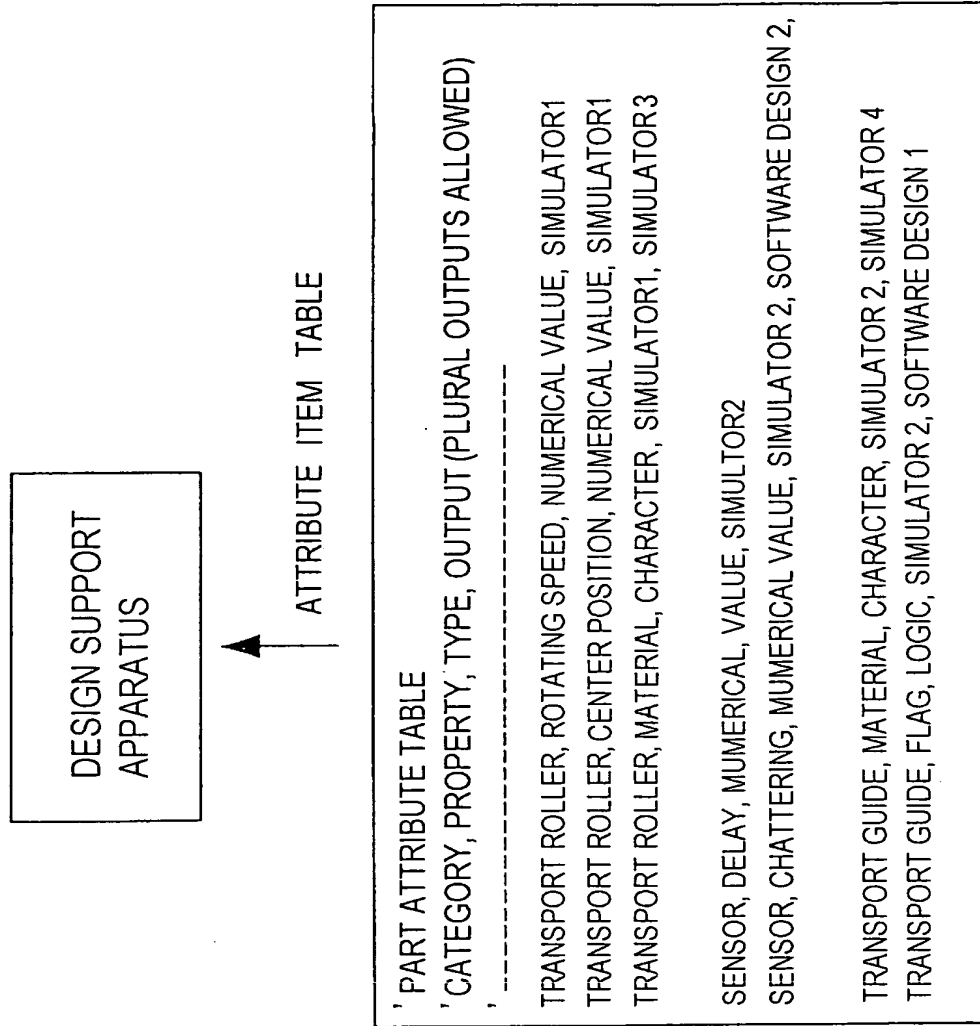 DESIGN SUPPORT
APPARATUS
ATTRIBUTE ITEM TABLE
' PART ATTRIBUTE TABLE
' CATEGORY, PROPERTY, TYPE, OUTPUT (PLURAL OUTPUTS ALLOWED)
' -----------------------
TRANSPORT ROLLER, ROTATING SPEED, NUMERICAL VALUE, SIMULATOR1
TRANSPORT ROLLER, CENTER POSITION, NUMERICAL VALUE, SIMULATOR1
TRANSPORT ROLLER, MATERIAL, CHARACTER, SIMULATOR1, SIMULATOR3
SENSOR, DELAY, MUMERICAL, VALUE, SIMULTOR2
SENSOR, CHATTERING, MUMERICAL VALUE, SIMULATOR 2, SOFTWARE DESIGN 2,
TRANSPORT GUIDE, MATERIAL, CHARACTER, SIMULATOR 2, SIMULATOR 4
TRANSPORT GUIDE, FLAG, LOGIC, SIMULATOR 2, SOFTWARE DESIGN 1